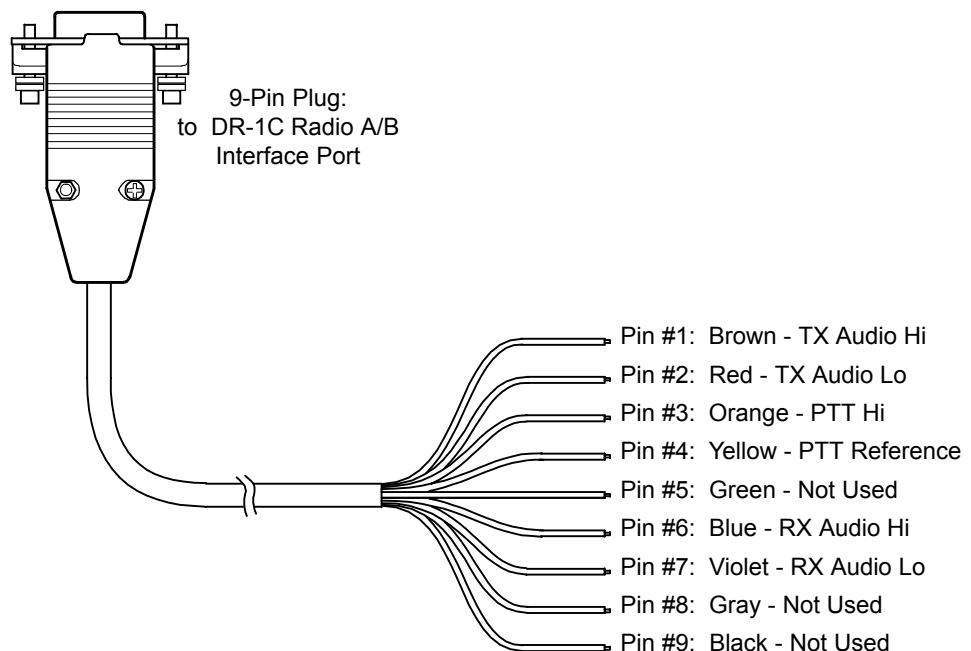 9-Pin Plug:
to DR-1C Radio A/B
Interface Port
Pin #1: Brown - TX Audio Hi
Pin #2: Red - TX Audio Lo
Pin #3: Orange - PTT Hi
Pin #4: Yellow - PTT Reference
Pin #5: Green - Not Used
Pin #6: Blue - RX Audio Hi
Pin #7: Violet - RX Audio Lo
Pin #8: Gray - Not Used
Pin #9: Black - Not Used